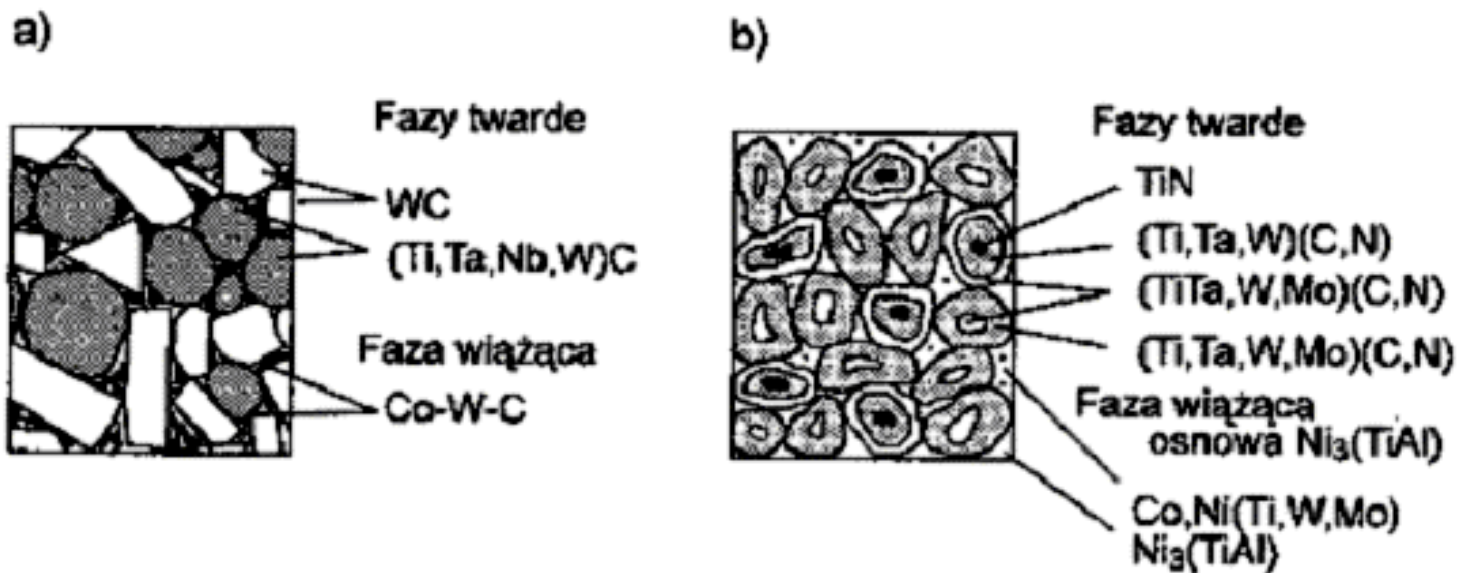 a)
Fazy twarde
WC
(Ti,Ta,Nb,W)C
Faza wiążąca
Co-W-C
b)
Fazy twarde
TiN
(Ti,Ta,W)(C,N)
(TiTa,W,Mo)(C,N)
(Ti,Ta,W,Mo)(C,N)
Faza wiążącą
osnowa Ni₃(TiAl)
Co,Ni(Ti,W,Mo)
Ni₃(TiAl)